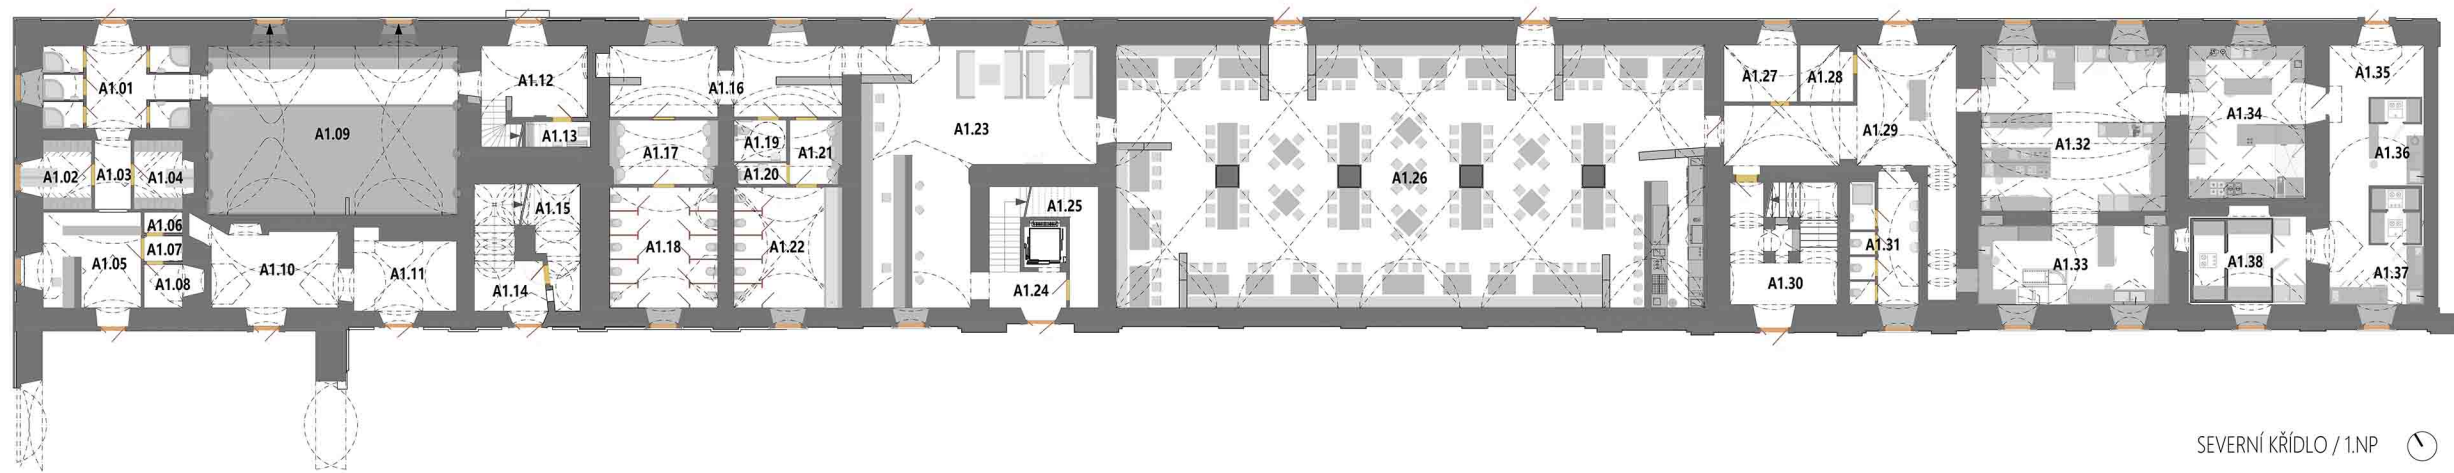 A1.01
A1.02
A1.03
A1.04
A1.05
A1.06
A1.07
A1.08
A1.09
A1.10
A1.11
A1.12
A1.13
A1.14
A1.15
A1.16
A1.17
A1.18
A1.19
A1.20
A1.21
A1.22
A1.23
A1.24
A1.25
A1.26
A1.27
A1.28
A1.29
A1.30
A1.31
A1.32
A1.33
A1.34
A1.35
A1.36
A1.37
A1.38
SEVERNÍ KŘÍDLO / 1.NP